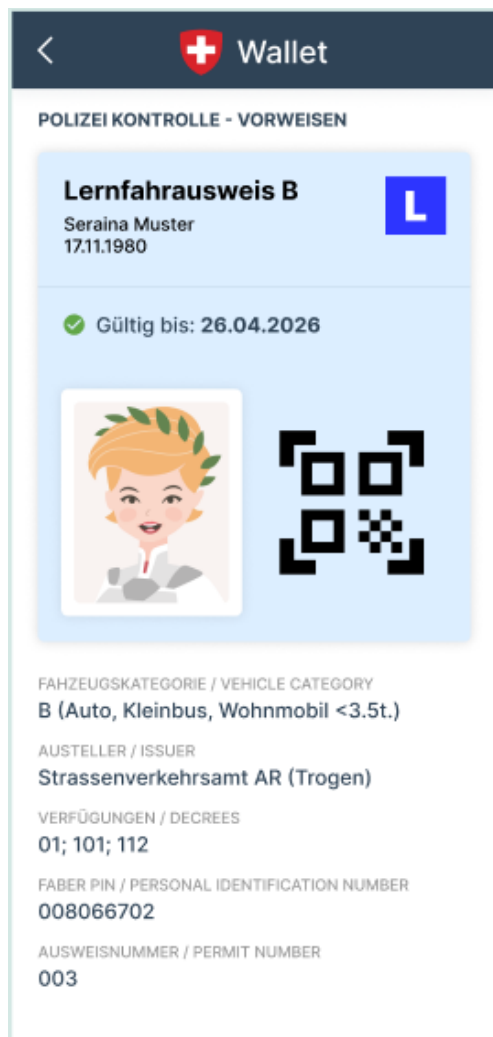 Wallet
POLIZEI KONTROLLE - VORWEISEN
Lernfahrausweis B
L
Seraina Muster
17.11.1980
Gültig bis: 26.04.2026
FAHZEUGSKATEGORIE / VEHICLE CATEGORY
B (Auto, Kleinbus, Wohnmobil <3.5t.)
AUSTELLER / ISSUER
Strassenverkehrsamt AR (Trogen)
VERFÜGUNGEN / DECREES
01; 101; 112
FABER PIN / PERSONAL IDENTIFICATION NUMBER
008066702
AUSWEISNUMMER / PERMIT NUMBER
003